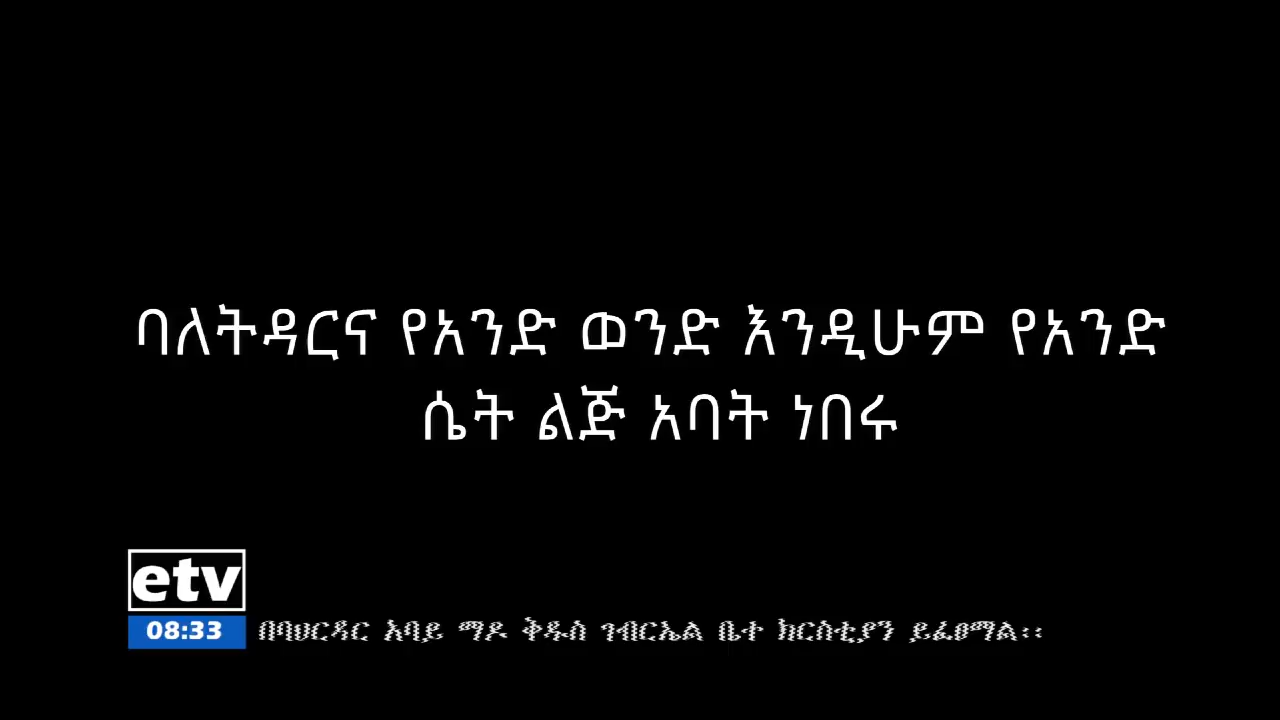 ባለትዳርና የአንድ ወንድ እንዲሁም የአንድ
ሴት ልጅ አባት ነበሩ
etv
08:33
በባህርዳር አባይ ማዶ ቅዱስ ገብርኤል ቤተ ክርስቲያን ይፈፀማል፡፡